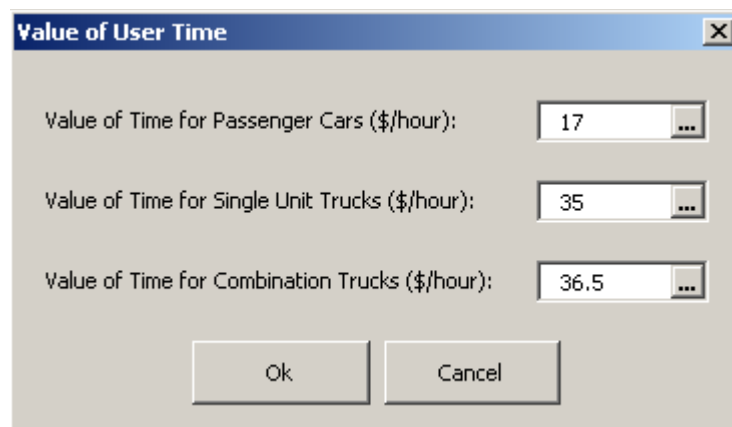 Value of User Time
Value of Time for Passenger Cars ($/hour): 17 ...
Value of Time for Single Unit Trucks ($/hour): 35 ...
Value of Time for Combination Trucks ($/hour): 36.5 ...
Ok Cancel